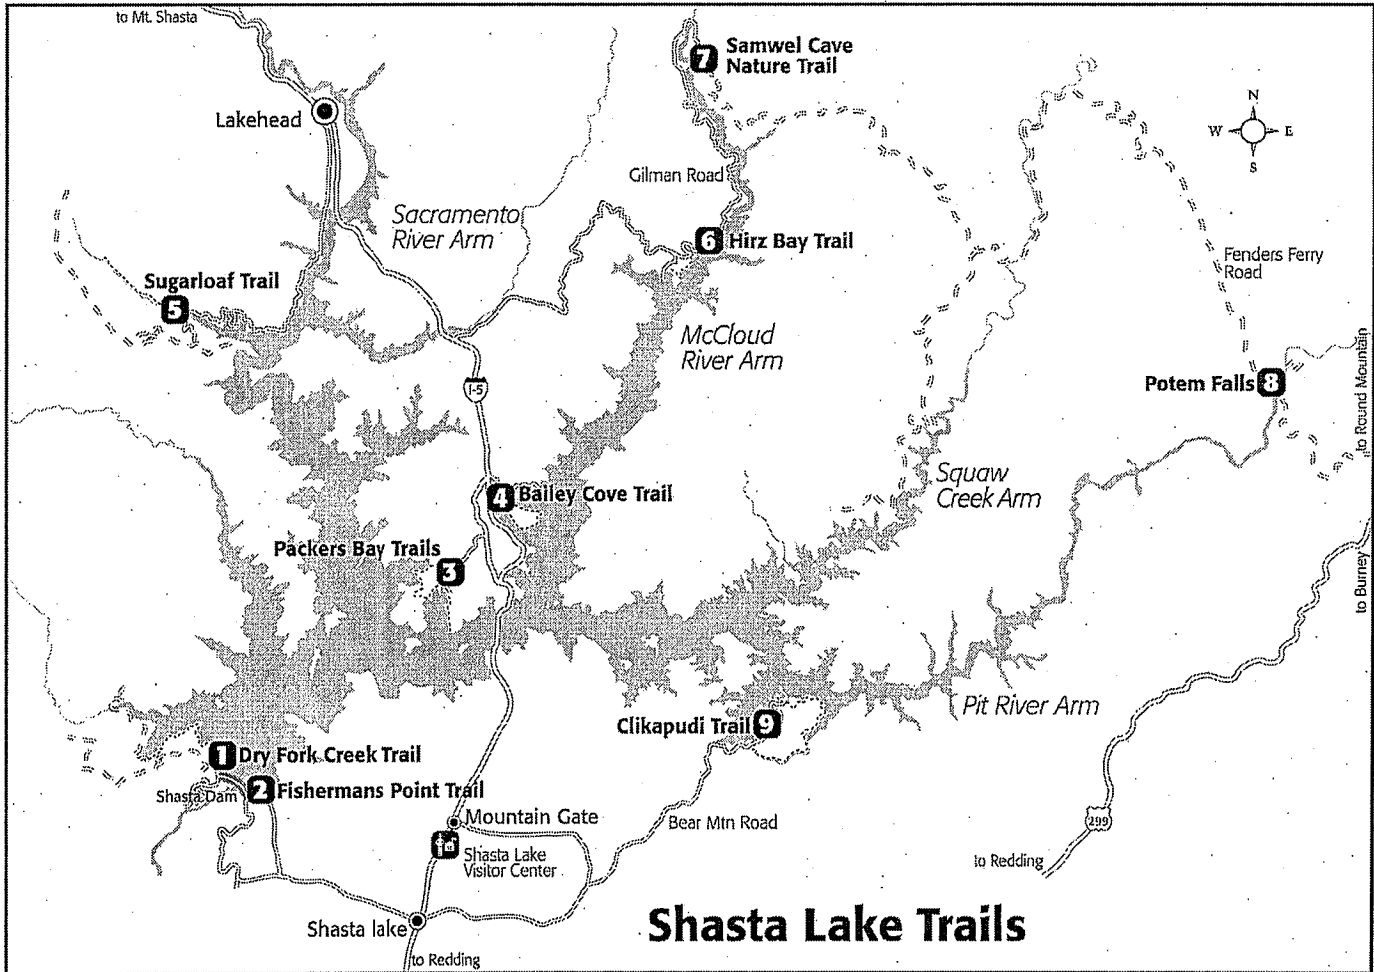 to Mt. Shasta
7
Samwel Cave
Nature Trail
Lakehead
N
W
E
S
Gilman Road
Sacramento
River Arm
6
Hirz Bay Trail
Fenders Ferry
Road
Sugarloaf Trail
5
McCloud
River Arm
I-5
Potem Falls
8
to Round Mountain
Squaw
Creek Arm
4
Bailey Cove Trail
Packers Bay Trails
3
to Burney
Pit River Arm
Clikapudi Trail
9
1
Dry Fork Creek Trail
Shasta Dam
2
Fishermans Point Trail
Mountain Gate
Bear Mtn Road
299
Shasta Lake
Visitor Center
to Redding
Shasta lake
Shasta Lake Trails
to Redding